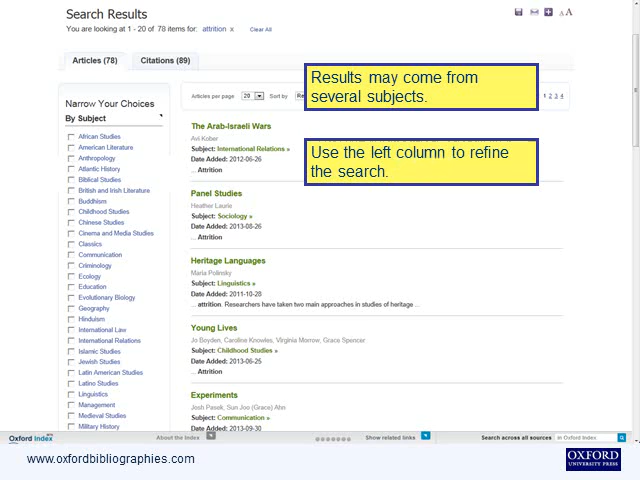 Search Results
You are looking at 1 - 20 of 78 items for: attrition x Clear All
A A
Articles (78) Citations (89)
Narrow Your Choices
By Subject
African Studies
American Literature
Anthropology
Atlantic History
Biblical Studies
British and Irish Literature
Buddhism
Childhood Studies
Chinese Studies
Cinema and Media Studies
Classics
Communication
Criminology
Ecology
Education
Evolutionary Biology
Geography
Hinduism
International Law
International Relations
Islamic Studies
Jewish Studies
Latin American Studies
Latino Studies
Linguistics
Management
Medieval Studies
Military History
Articles per page 20 Sort by
1 2 3 4
Results may come from
several subjects.
The Arab-Israeli Wars
Avi Kober
Subject: International Relations »
Date Added: 2012-06-26
... Attrition
Use the left column to refine
the search.
Panel Studies
Heather Laurie
Subject: Sociology »
Date Added: 2013-08-26
... Attrition
Heritage Languages
Maria Polinsky
Subject: Linguistics »
Date Added: 2011-10-28
... attrition. Researchers have taken two main approaches in studies of heritage...
Young Lives
Jo Boyden, Caroline Knowles, Virginia Morrow, Grace Spencer
Subject: Childhood Studies »
Date Added: 2013-06-25
... Attrition
Experiments
Josh Pasek, Sun Joo (Grace) Ahn
Subject: Communication »
Date Added: 2013-09-30
Oxford Index About the Index Show related links Search across all sources in Oxford Index
www.oxfordbibliographies.com
OXFORD
UNIVERSITY PRESS